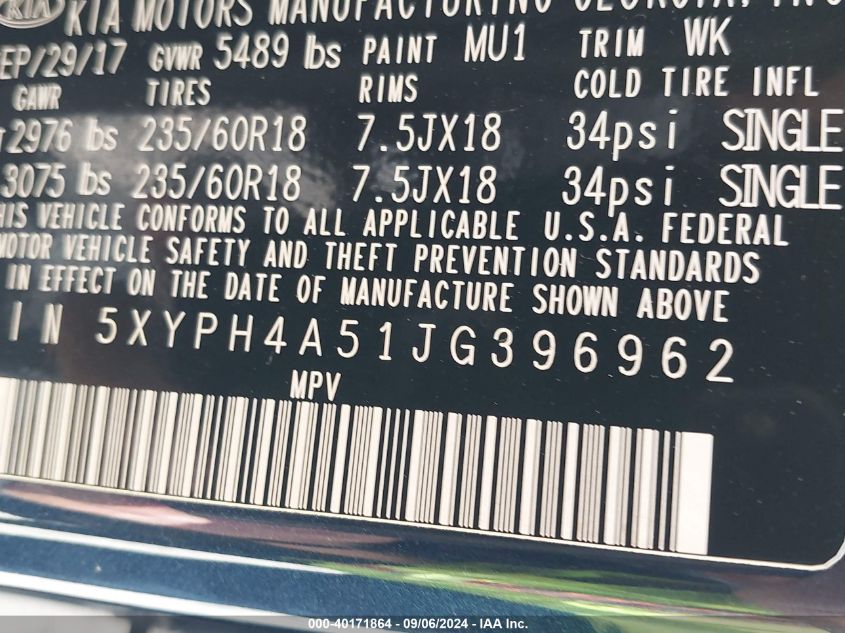 KIA KIA MOTORS MANUFACTURING GEORGIA, INC
EP/29/17 GVWR 5489 lbs PAINT MU1 TRIM WK
GAWR TIRES RIMS COLD TIRE INFL
2976 lbs 235/60R18 7.5JX18 34psi SINGLE
3075 lbs 235/60R18 7.5JX18 34psi SINGLE
HIS VEHICLE CONFORMS TO ALL APPLICABLE U.S.A. FEDERAL
MOTOR VEHICLE SAFETY AND THEFT PREVENTION STANDARDS
IN EFFECT ON THE DATE OF MANUFACTURE SHOWN ABOVE
IN 5XYPH4A51JG396962
MPV
000-40171864 - 09/06/2024 - IAA Inc.